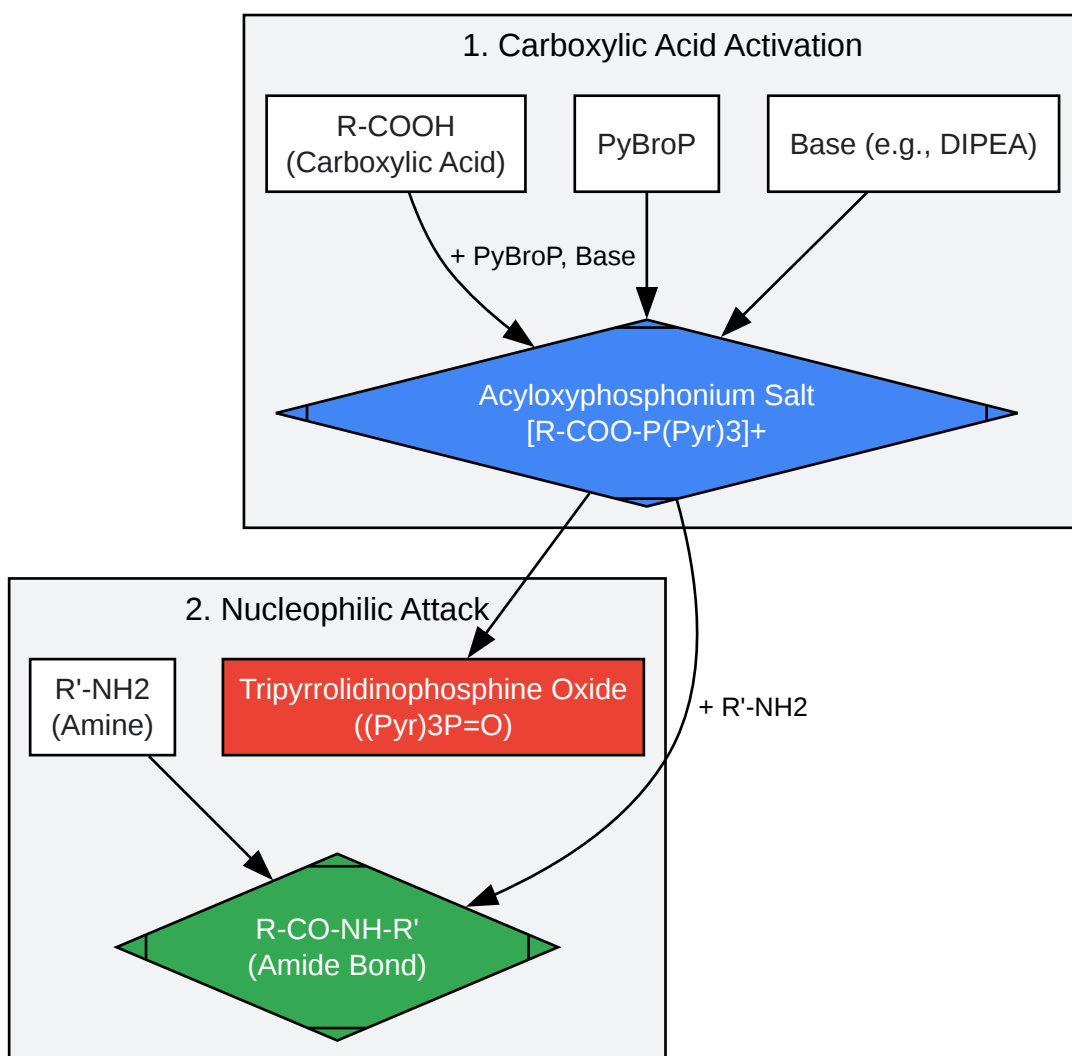 1. Carboxylic Acid Activation
R-COOH
(Carboxylic Acid)
PyBroP
Base (e.g., DIPEA)
+ PyBroP, Base
Acyloxyphosphonium Salt
[R-COO-P(Pyr)3]+
2. Nucleophilic Attack
R'-NH2
(Amine)
Tripyrrolidinophosphine Oxide
((Pyr)3P=O)
+ R'-NH2
R-CO-NH-R'
(Amide Bond)